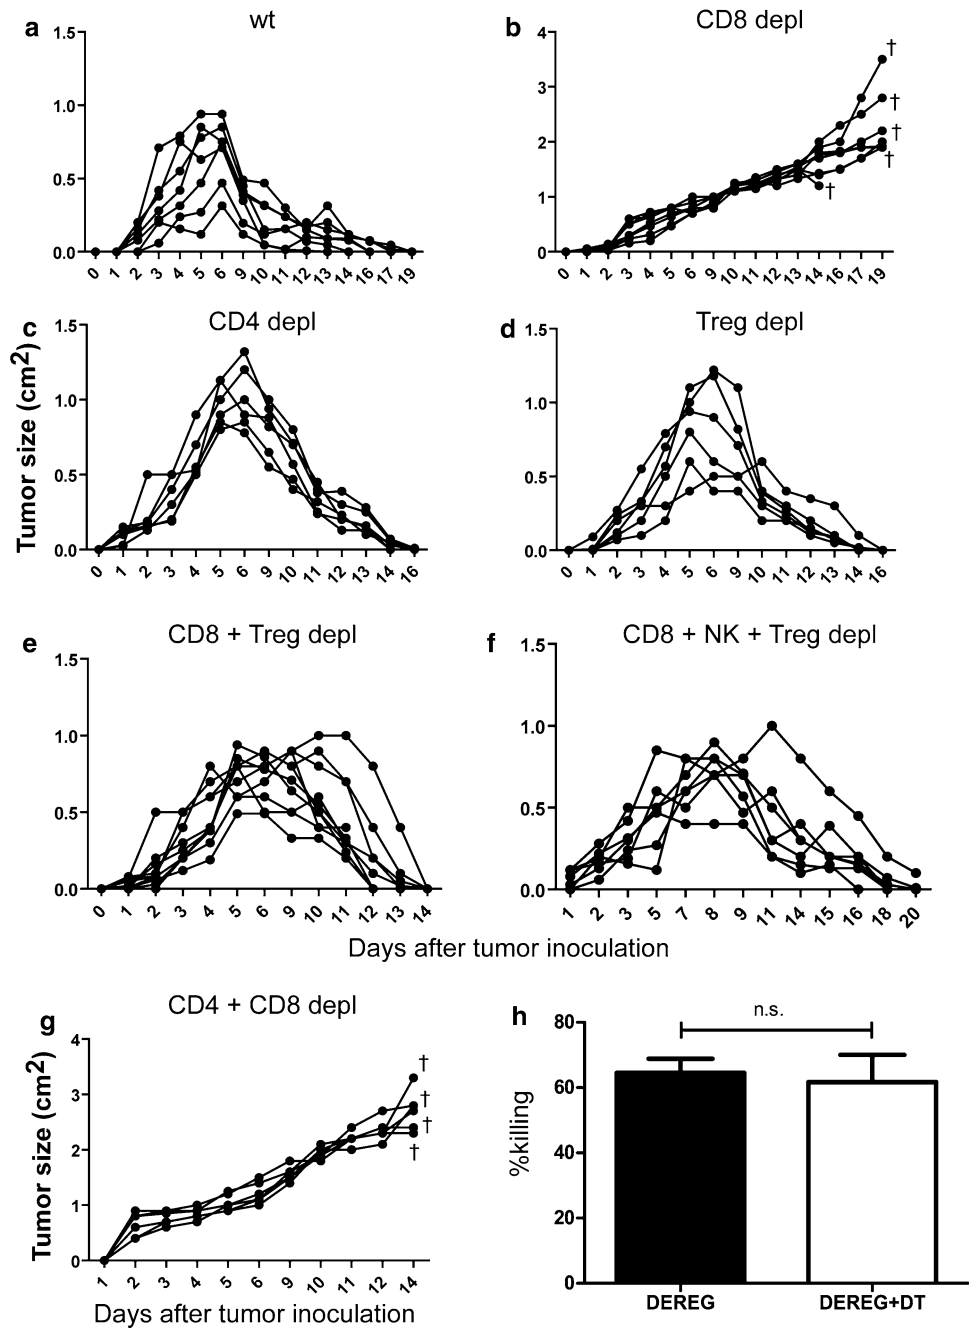 a wt
1.5
1.0
0.5
0.0
0 1 2 3 4 5 6 8 10 11 12 13 14 16 17 19
b CD8 depl
4
3
2
1
0
0 1 2 3 4 5 6 8 10 11 12 13 14 16 17 19
† † † † †
c CD4 depl
Tumor size (cm2)
1.5
1.0
0.5
0.0
0 1 2 3 4 5 6 9 10 11 12 13 14 16
d Treg depl
1.5
1.0
0.5
0.0
0 1 2 3 4 5 6 9 10 11 12 13 14 16
e CD8 + Treg depl
1.5
1.0
0.5
0.0
0 1 2 3 4 5 6 9 10 11 12 13 14
f CD8 + NK + Treg depl
1.5
1.0
0.5
0.0
1 2 3 5 7 8 9 11 14 15 16 18 20
Days after tumor inoculation
g CD4 + CD8 depl
Tumor size (cm2)
4
3
2
1
0
1 2 3 4 5 6 9 10 11 12 14
† † † †
Days after tumor inoculation
h
n.s.
%killing
80
60
40
20
0
DEREG DEREG+DT